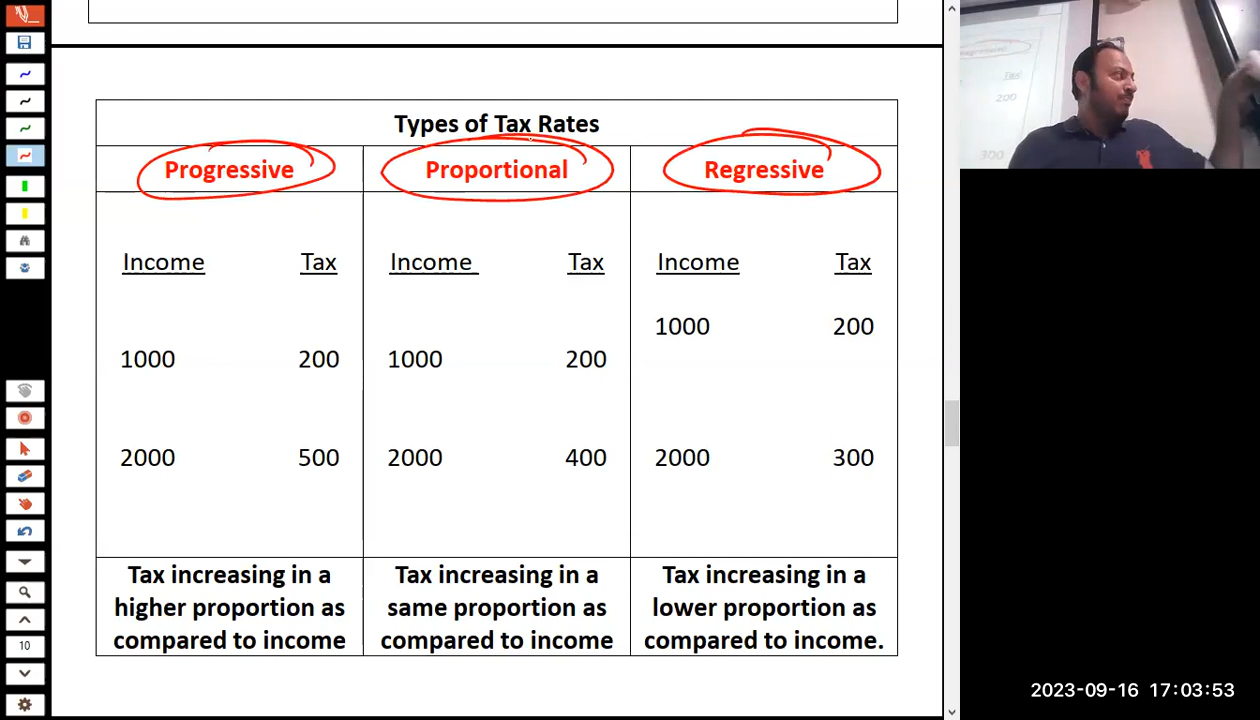 Types of Tax Rates
Progressive Proportional Regressive
Income Tax Income Tax Income Tax
1000 200
1000 200 1000 200
2000 500 2000 400 2000 300
Tax increasing in a higher proportion as compared to income
Tax increasing in a same proportion as compared to income
Tax increasing in a lower proportion as compared to income.
10
Tax
200
300
2023-09-16 17:03:53